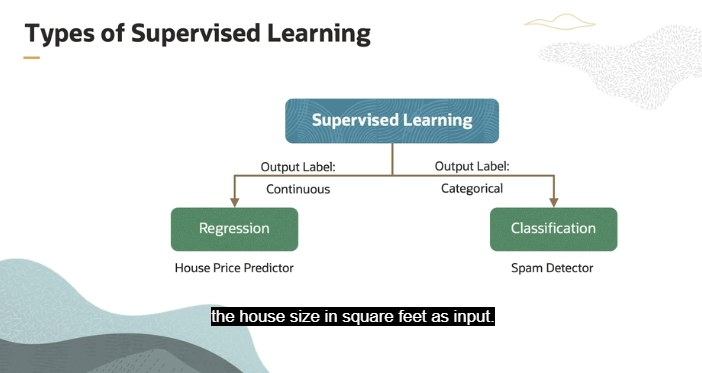 Types of Supervised Learning
Supervised Learning
Output Label:
Continuous
Output Label:
Categorical
Regression
Classification
House Price Predictor
Spam Detector
the house size in square feet as input.